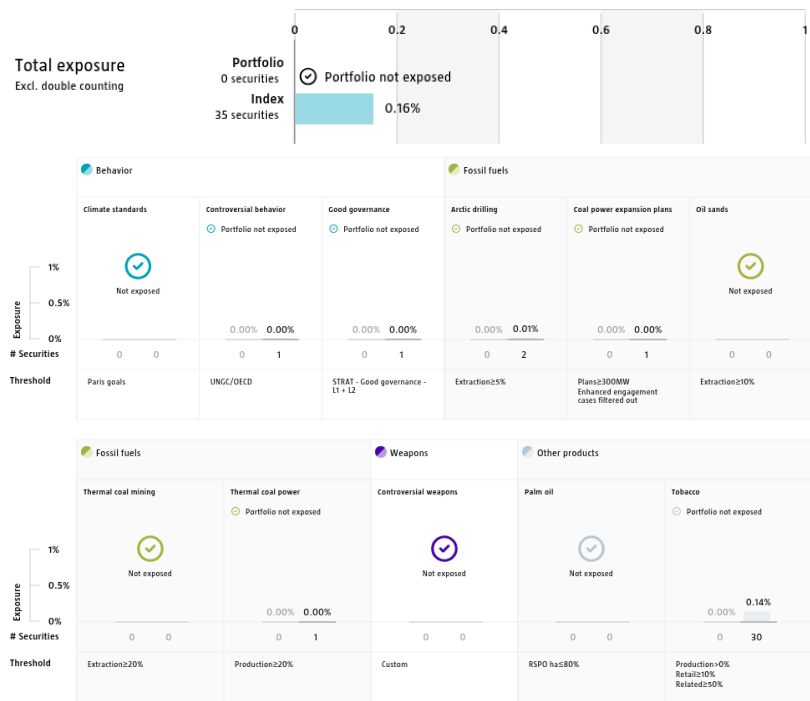 0 0.2 0.4 0.6 0.8 1
Total exposure
Excl. double counting
Portfolio
0 securities
Portfolio not exposed
Index
35 securities
0.16%
Behavior
Fossil fuels
Climate standards
Controversial behavior
Good governance
Arctic drilling
Coal power expansion plans
Oil sands
Portfolio not exposed
Portfolio not exposed
Portfolio not exposed
Portfolio not exposed
Not exposed
Not exposed
Exposure
1%
0.5%
0%
0.00% 0.00%
0.00% 0.00%
0.00% 0.01%
0.00% 0.00%
# Securities
0 0
0 1
0 1
0 2
0 1
0 0
Threshold
Paris goals
UNGC/OECD
STRAT - Good governance -
L1 + L2
Extraction≥5%
Plans≥300MW
Enhanced engagement
cases filtered out
Extraction≥10%
Fossil fuels
Weapons
Other products
Thermal coal mining
Thermal coal power
Controversial weapons
Palm oil
Tobacco
Portfolio not exposed
Portfolio not exposed
Not exposed
Not exposed
Not exposed
Exposure
1%
0.5%
0%
0.00% 0.00%
0.00% 0.14%
# Securities
0 0
0 1
0 0
0 0
0 30
Threshold
Extraction≥20%
Production≥20%
Custom
RSPO ha≤80%
Production>0%
Retail≥10%
Related≥50%